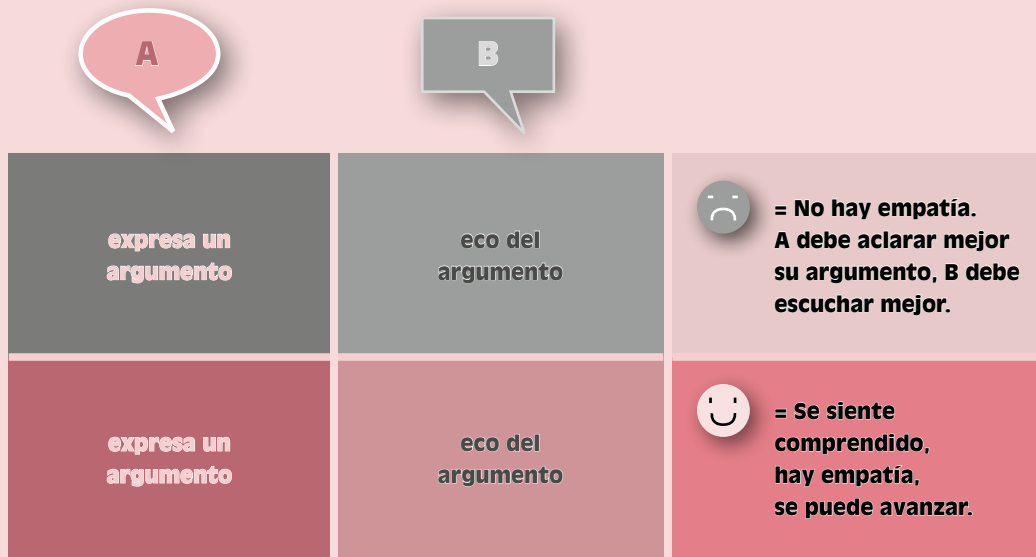 A
B
expresa un
argumento
eco del
argumento
= No hay empatía.
A debe aclarar mejor
su argumento, B debe
escuchar mejor.
expresa un
argumento
eco del
argumento
= Se siente
comprendido,
hay empatía,
se puede avanzar.